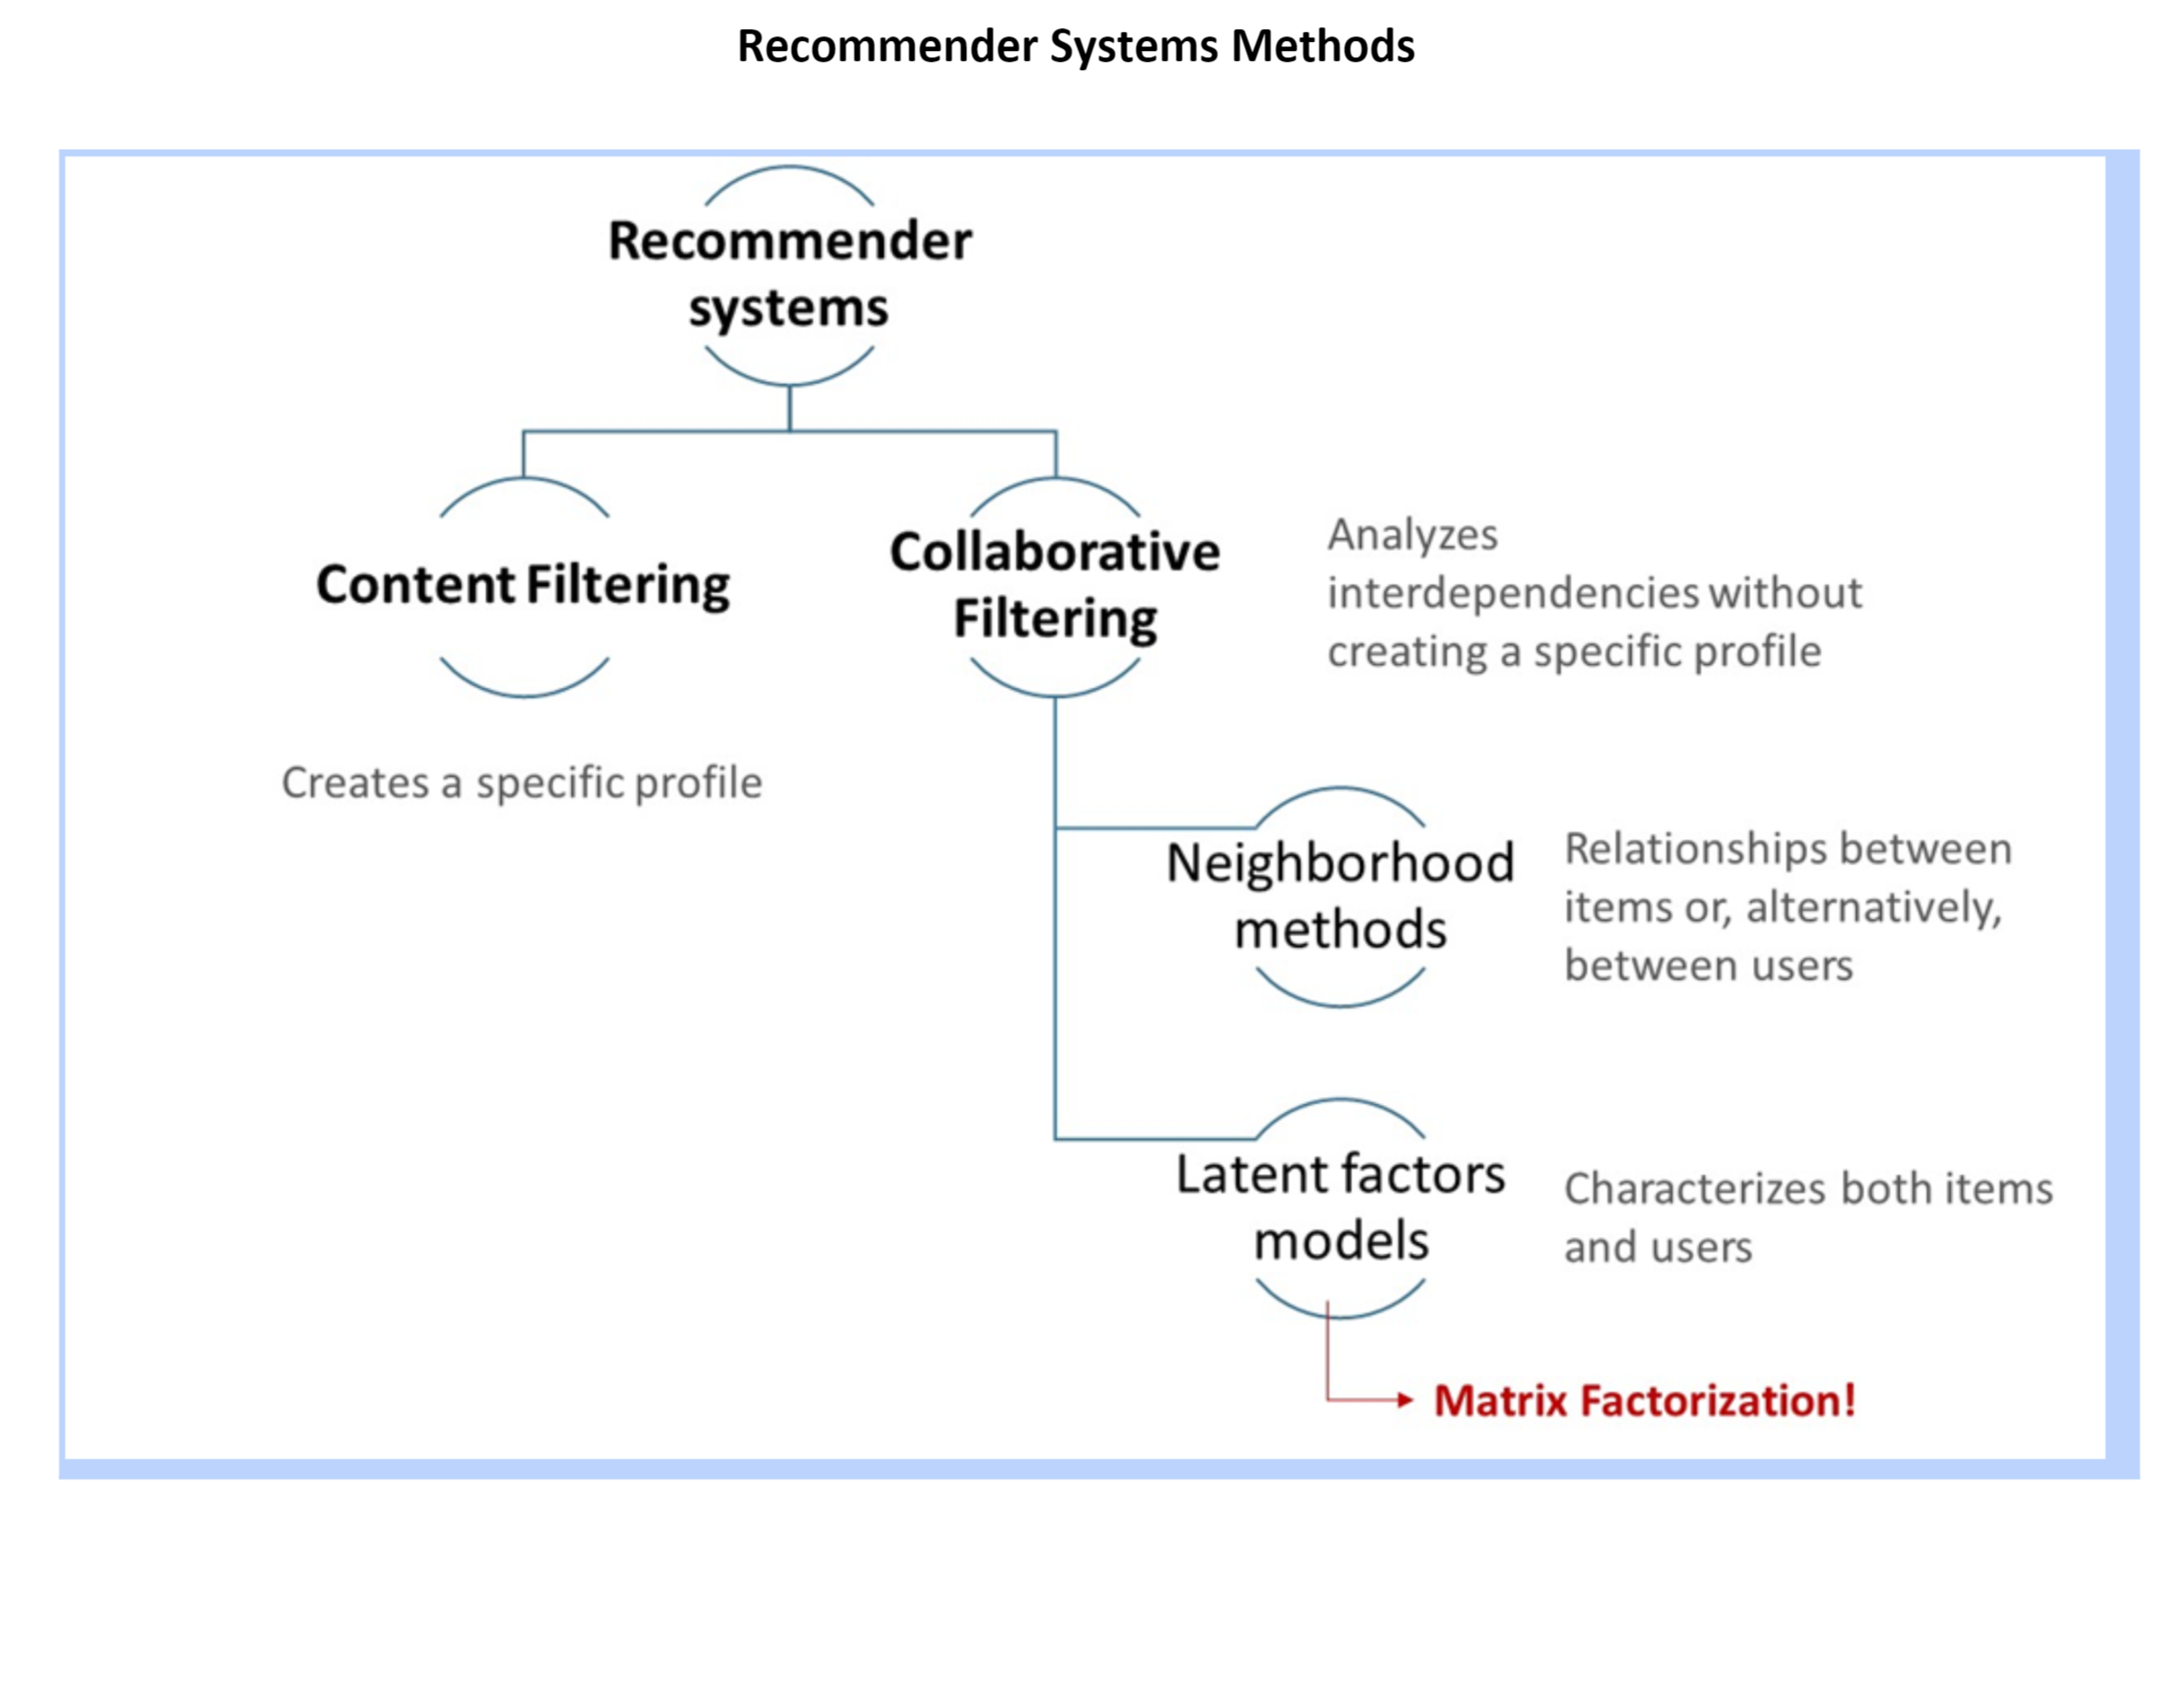 Recommender Systems Methods
Recommender
systems
Content Filtering
Creates a specific profile
Collaborative
Filtering
Analyzes
interdependencies without
creating a specific profile
Neighborhood
methods
Relationships between
items or, alternatively,
between users
Latent factors
models
Characterizes both items
and users
Matrix Factorization!